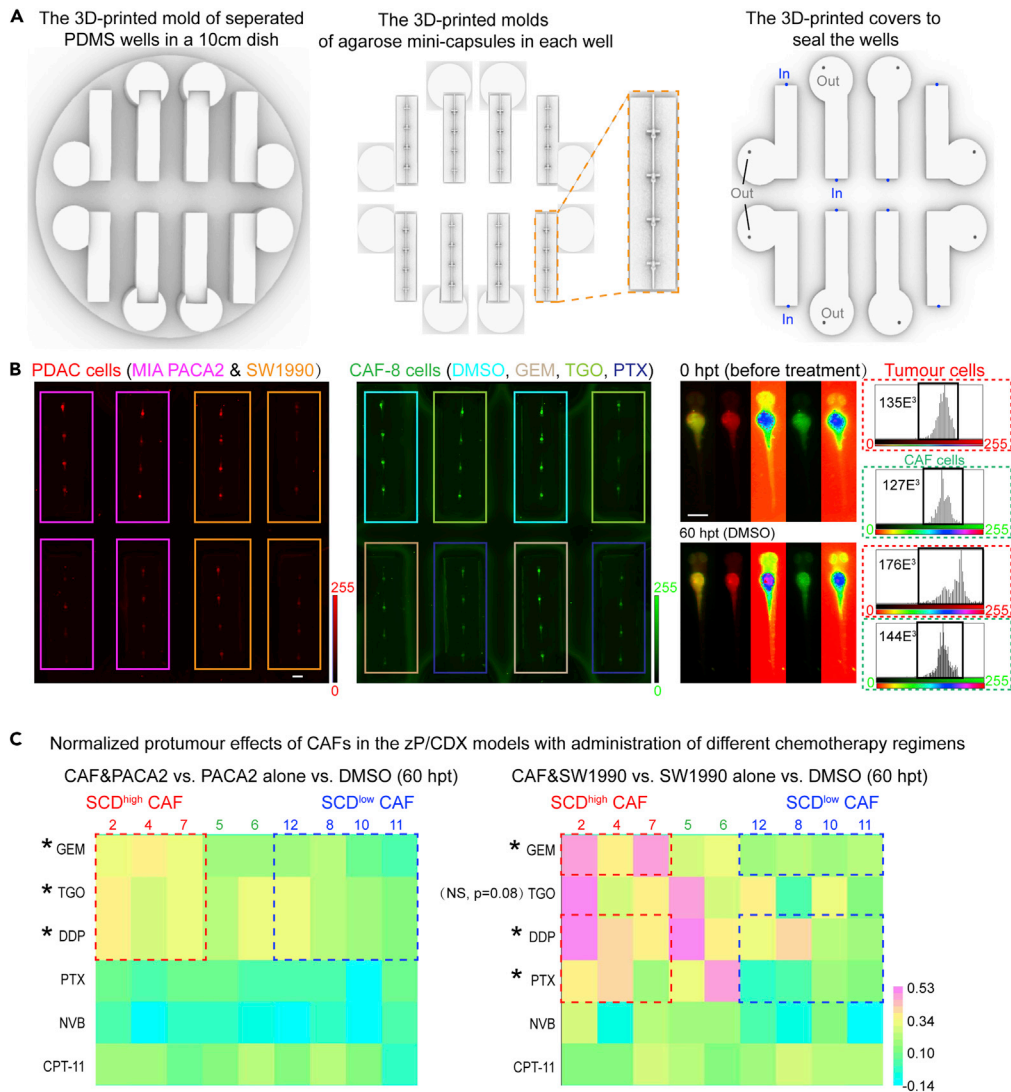 A
The 3D-printed mold of seperated
PDMS wells in a 10cm dish
The 3D-printed molds
of agarose mini-capsules in each well
The 3D-printed covers to
seal the wells
In
Out
Out
In
In
Out
B
PDAC cells (MIA PACA2 & SW1990)
CAF-8 cells (DMSO, GEM, TGO, PTX)
0 hpt (before treatment)
Tumour cells
255
0
255
0
135E³
0
255
CAF cells
127E³
0
255
60 hpt (DMSO)
176E³
0
255
144E³
0
255
C
Normalized protumour effects of CAFs in the zP/CDX models with administration of different chemotherapy regimens
CAF&PACA2 vs. PACA2 alone vs. DMSO (60 hpt)
SCDhigh CAF
SCDlow CAF
2 4 7 5 6 12 8 10 11
* GEM
* TGO
* DDP
PTX
NVB
CPT-11
CAF&SW1990 vs. SW1990 alone vs. DMSO (60 hpt)
SCDhigh CAF
SCDlow CAF
2 4 7 5 6 12 8 10 11
* GEM
(NS, p=0.08) TGO
* DDP
* PTX
NVB
CPT-11
0.53
0.34
0.10
-0.14